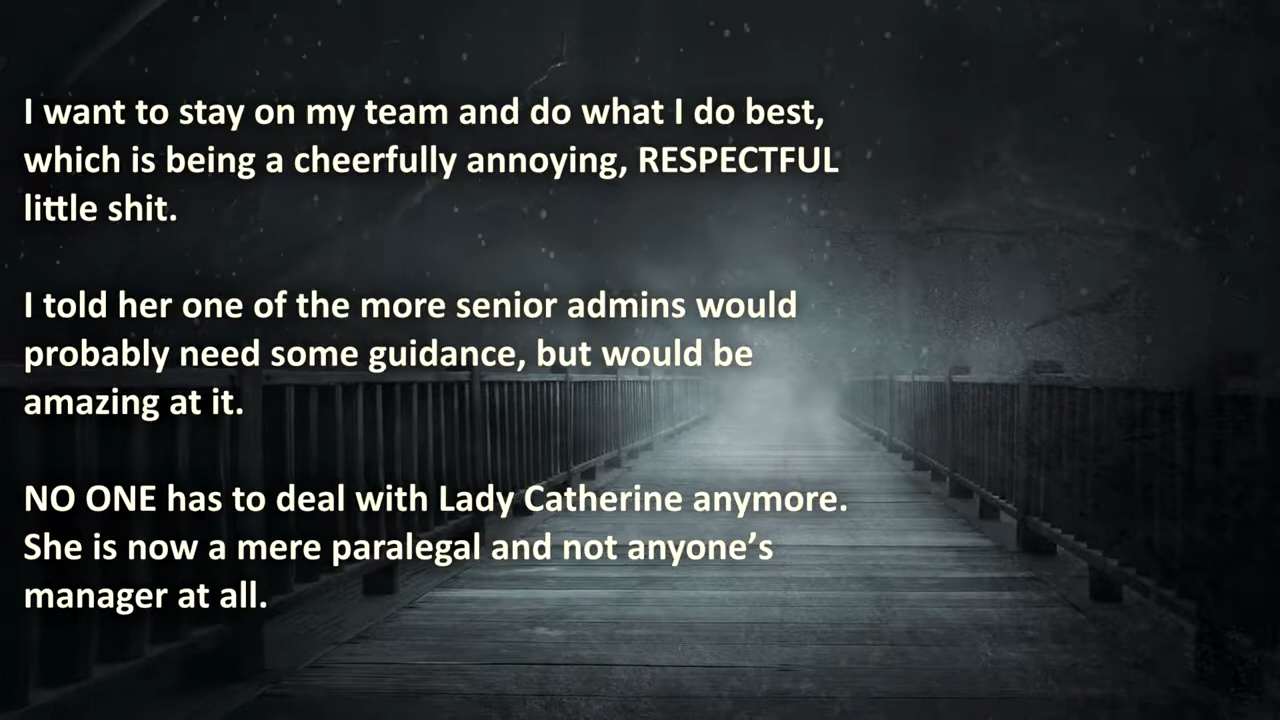 I want to stay on my team and do what I do best,
which is being a cheerfully annoying, RESPECTFUL
little shit.
I told her one of the more senior admins would
probably need some guidance, but would be
amazing at it.
NO ONE has to deal with Lady Catherine anymore.
She is now a mere paralegal and not anyone’s
manager at all.